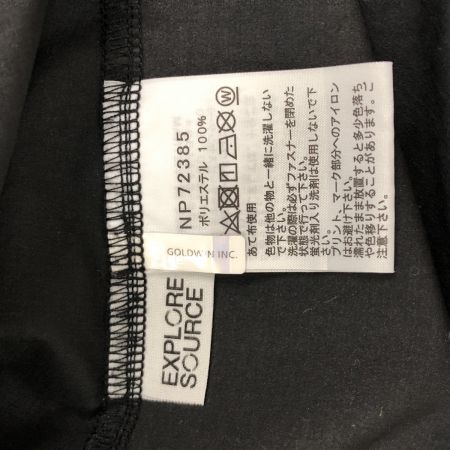 NP72385
ポリエステル 100%
W
あて布使用
色物は他の物と一緒に洗濯しない
で下さい。
洗濯の際は必ずファスナーを閉めた
状態で行って下さい。
蛍光剤入り洗剤は使用しないで下
さい。
プリント、マーク部分へのアイロン
はお避け下さい。
濡れたまま放置すると多少色落ち
や色移りすることがあります。ご
注意下さい。
GOLDWIN INC.
EXPLORE
SOURCE